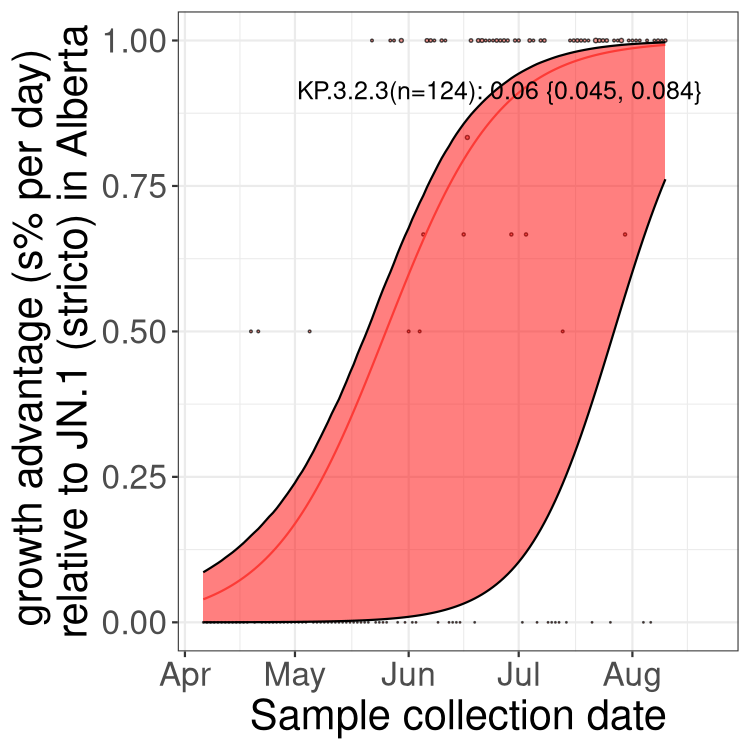 growth advantage (s% per day)
relative to JN.1 (stricto) in Alberta
1.00
0.75
0.50
0.25
0.00
KP.3.2.3(n=124): 0.06 {0.045, 0.084}
Apr May Jun Jul Aug
Sample collection date